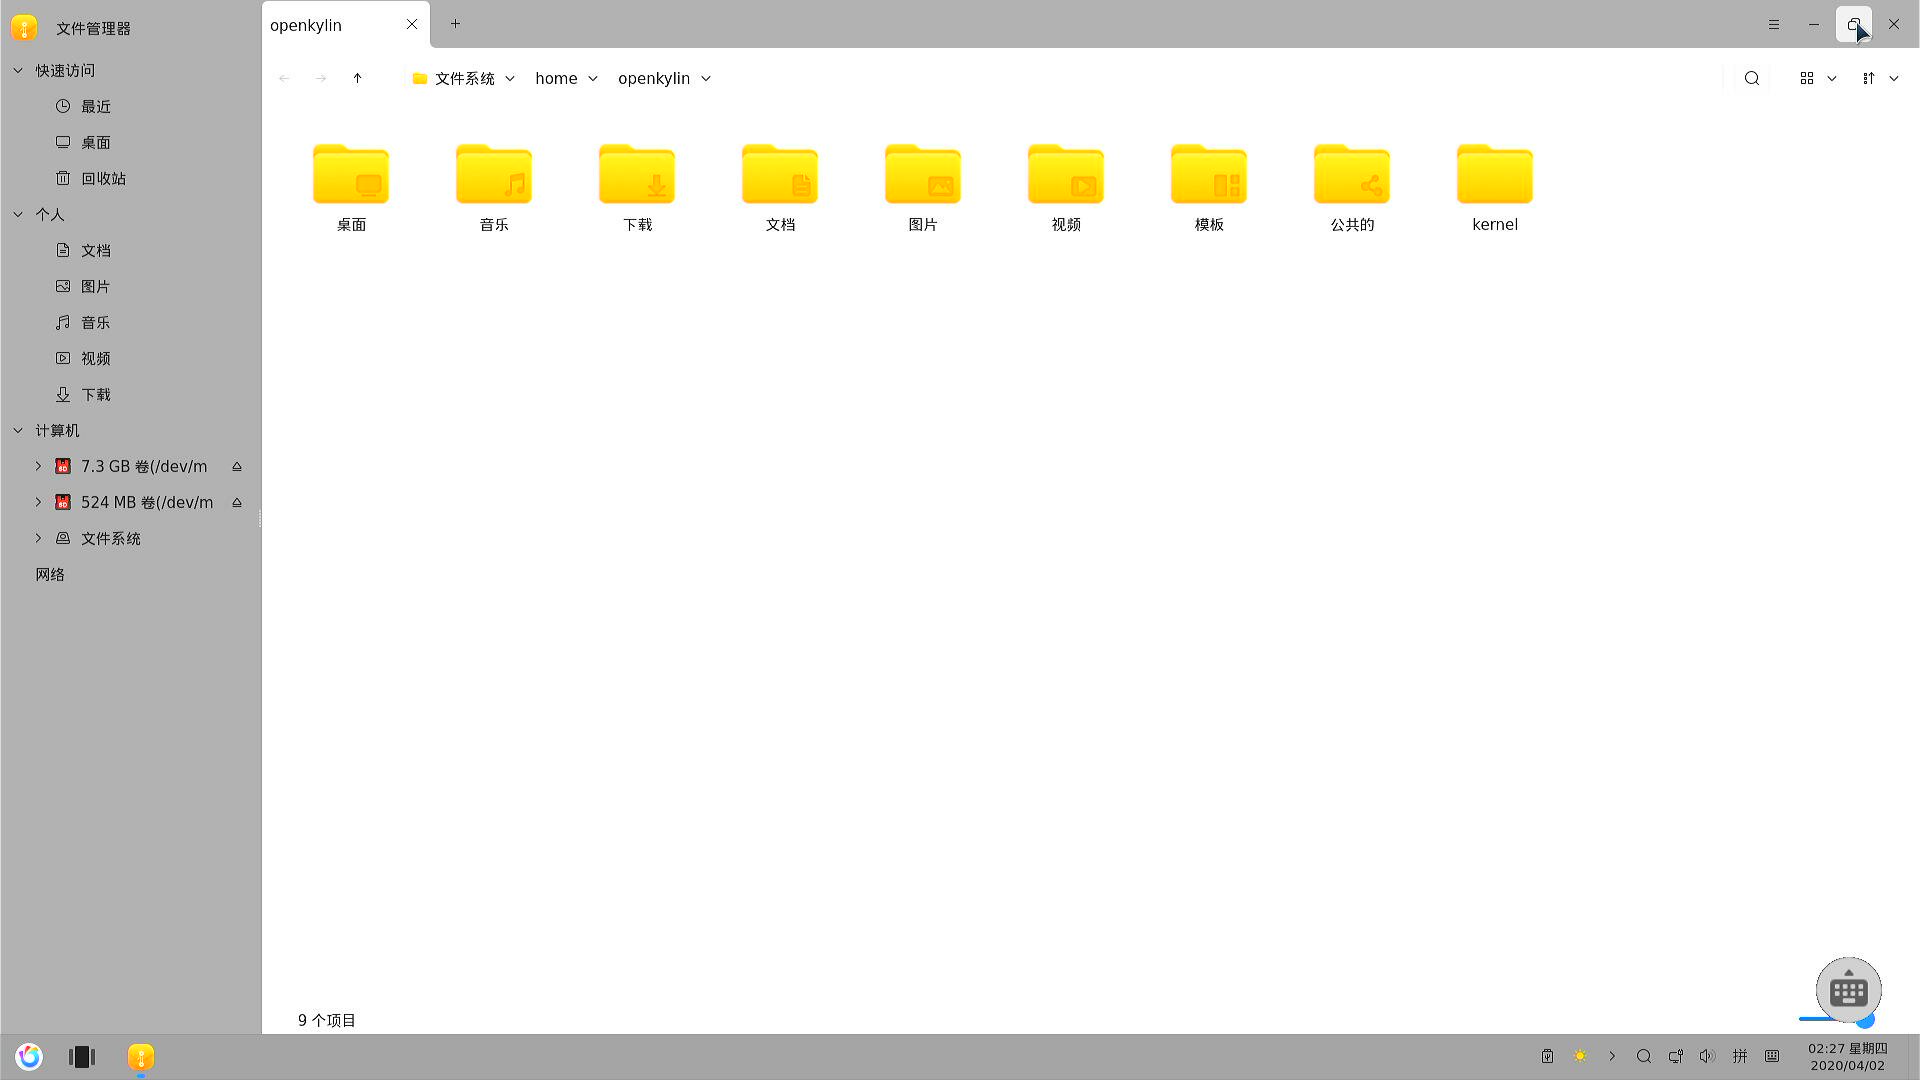 文件管理器
openkylin
快速访问
最近
桌面
回收站
个人
文档
图片
音乐
视频
下载
计算机
7.3 GB 卷(/dev/m
524 MB 卷(/dev/m
文件系统
网络
文件系统 home openkylin
桌面 音乐 下载 文档 图片 视频 模板 公共的 kernel
9 个项目
拼
02:27 星期四
2020/04/02